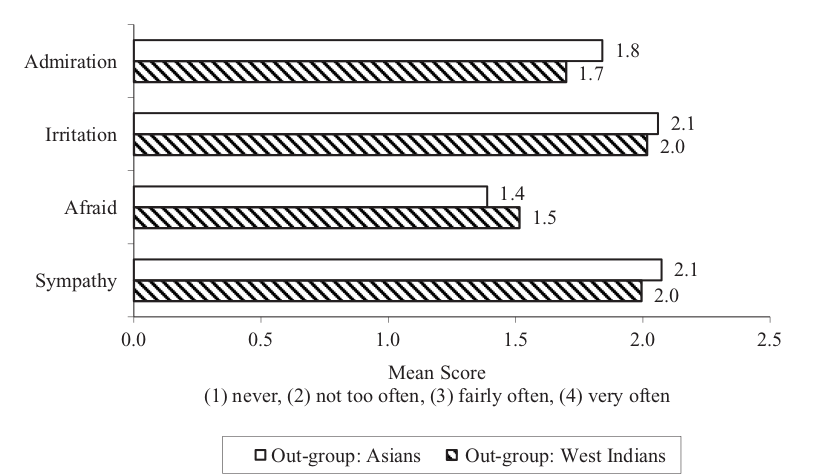 Admiration 1.8
1.7
Irritation 2.1
2.0
Afraid 1.4
1.5
Sympathy 2.1
2.0
0.0 0.5 1.0 1.5 2.0 2.5
Mean Score
(1) never, (2) not too often, (3) fairly often, (4) very often
Out-group: Asians Out-group: West Indians